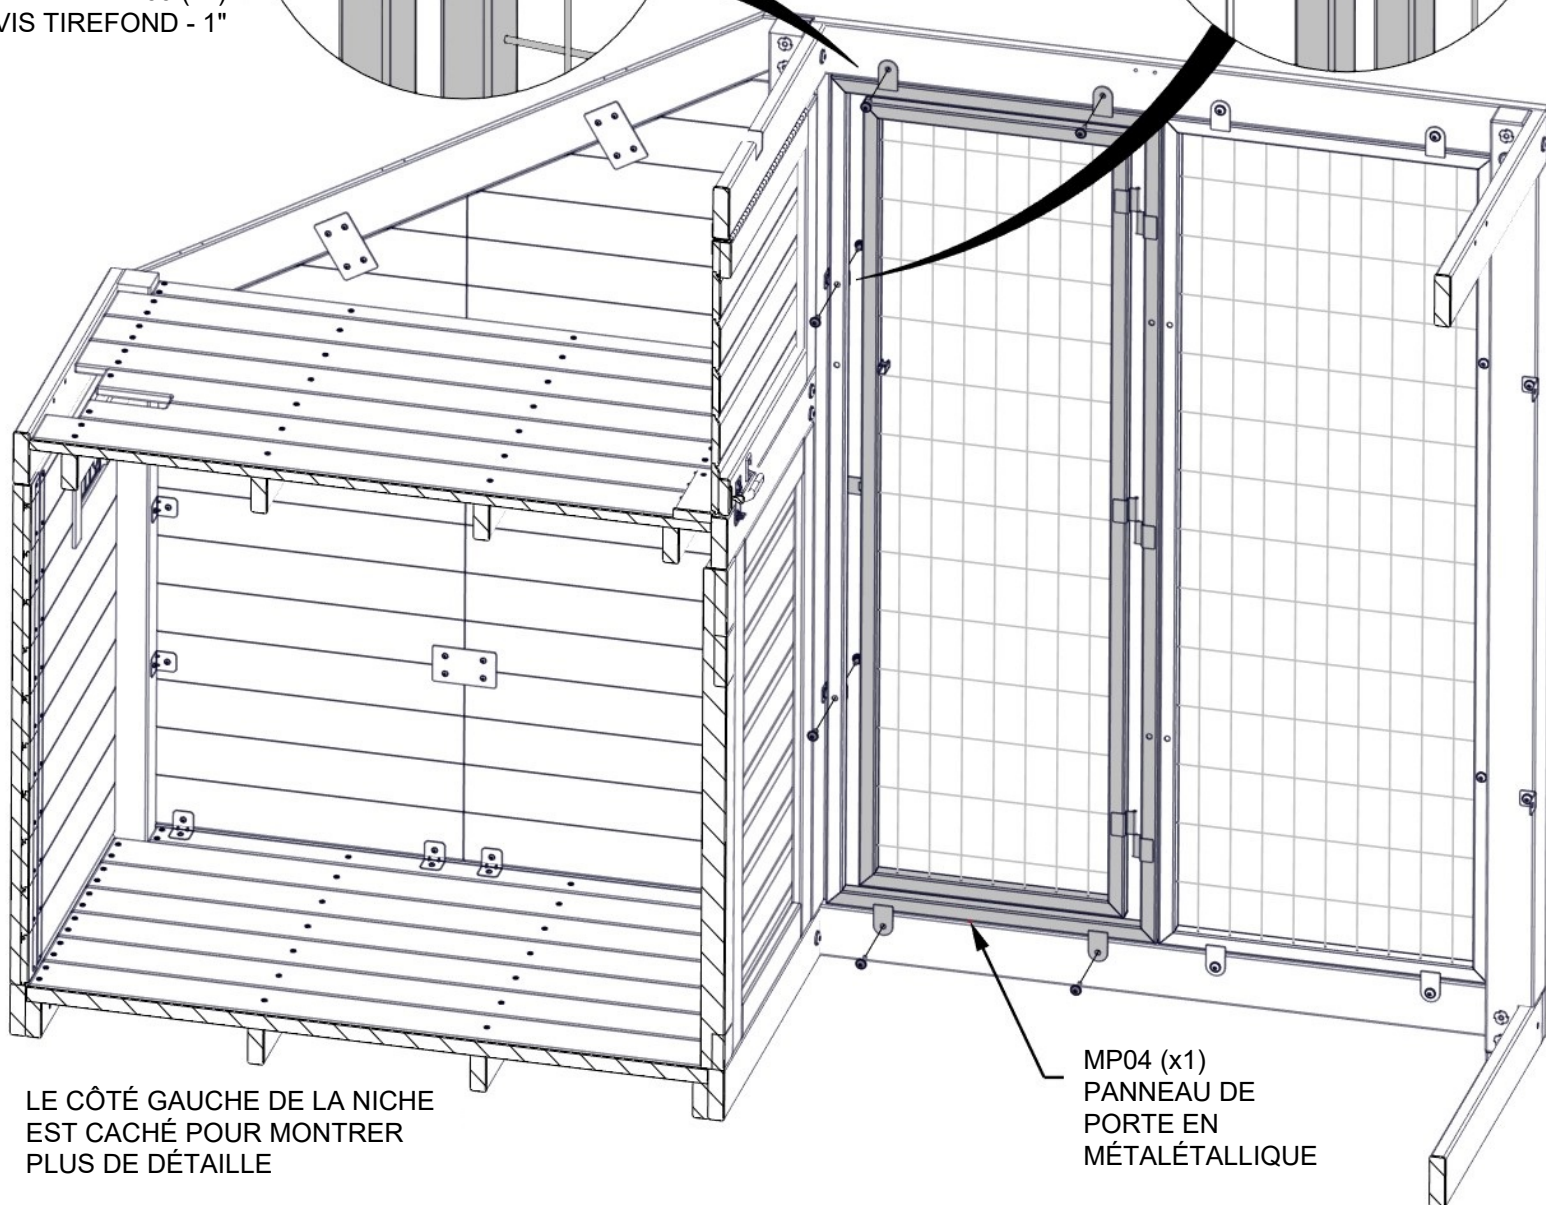 VIS TIREFOND - 1"
LE CÔTÉ GAUCHE DE LA NICHE
EST CACHÉ POUR MONTRER
PLUS DE DÉTAILLE
MP04 (x1)
PANNEAU DE
PORTE EN
MÉTALÉTALLIQUE